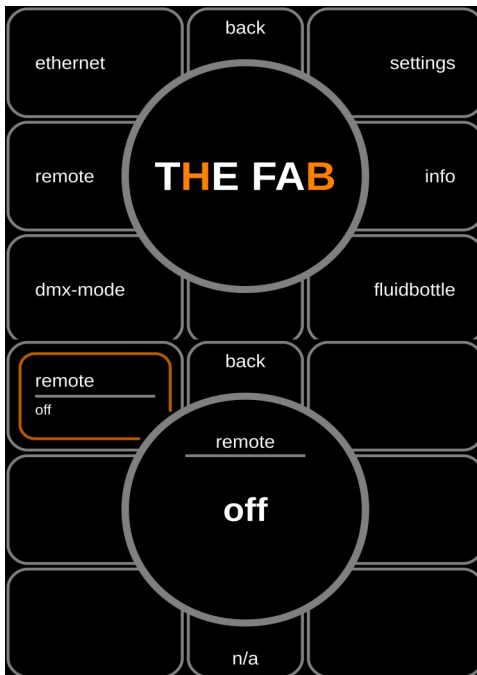 back
ethernet
settings
remote
THE FAB
info
dmx-mode
fluidbottle
back
remote
off
remote
off
n/a